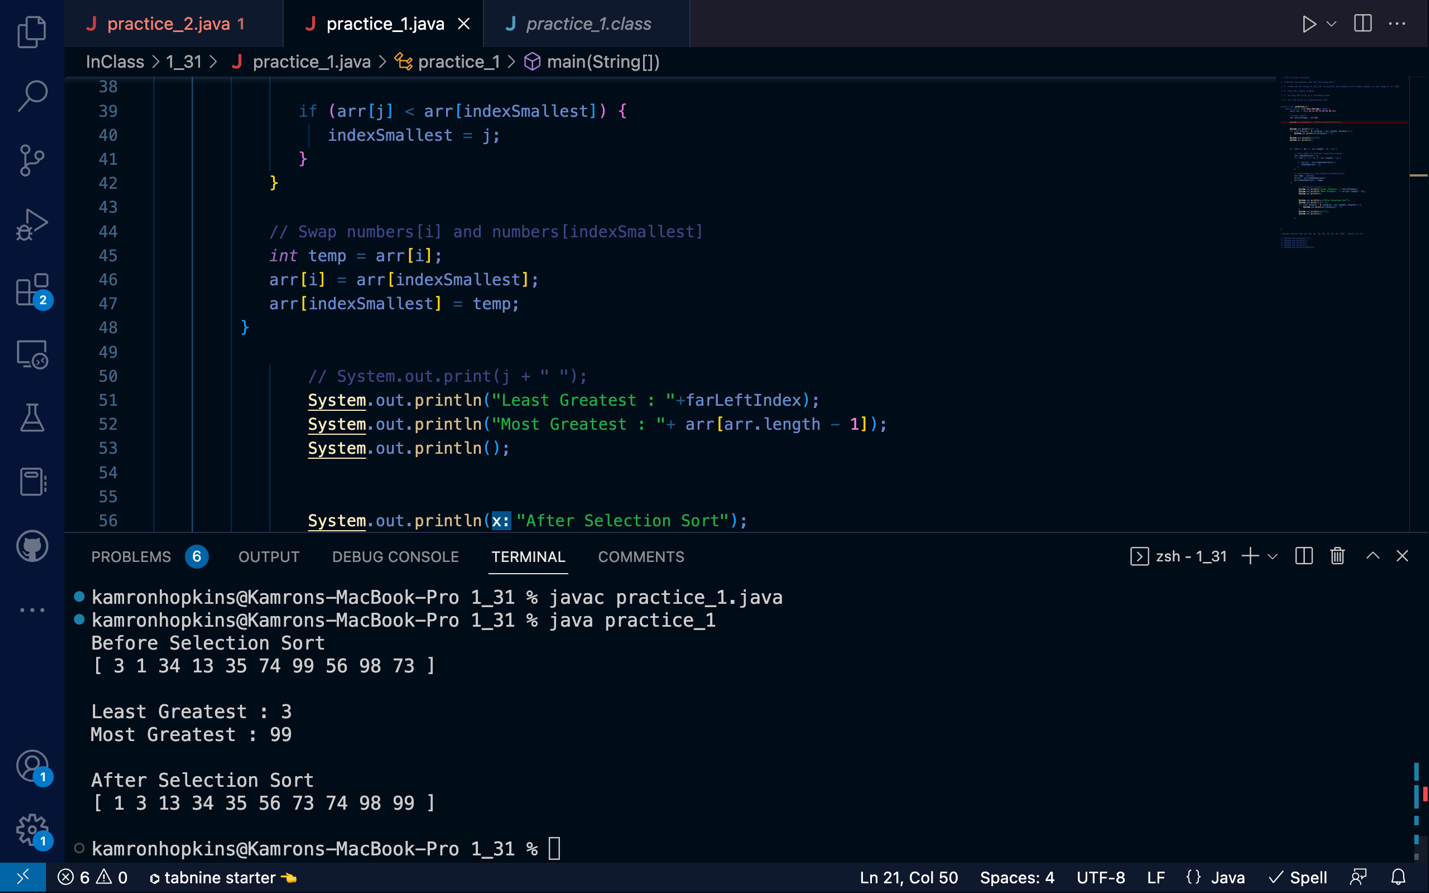 practice_2.java 1
practice_1.java
practice_1.class
InClass > 1_31 > practice_1.java > practice_1 > main(String[])
38
39 if (arr[j] < arr[indexSmallest]) {
40 indexSmallest = j;
41 }
42 }
43
44 // Swap numbers[i] and numbers[indexSmallest]
45 int temp = arr[i];
46 arr[i] = arr[indexSmallest];
47 arr[indexSmallest] = temp;
48 }
49
50 // System.out.print(j + " ");
51 System.out.println("Least Greatest : "+farLeftIndex);
52 System.out.println("Most Greatest : "+ arr[arr.length - 1]);
53 System.out.println();
54
55
56 System.out.println(x: "After Selection Sort");
2
PROBLEMS 6 OUTPUT DEBUG CONSOLE TERMINAL COMMENTS zsh - 1_31
kamronhopkins@Kamrons-MacBook-Pro 1_31 % javac practice_1.java
kamronhopkins@Kamrons-MacBook-Pro 1_31 % java practice_1
Before Selection Sort
[ 3 1 34 13 35 74 99 56 98 73 ]
Least Greatest : 3
Most Greatest : 99
After Selection Sort
[ 1 3 13 34 35 56 73 74 98 99 ]
kamronhopkins@Kamrons-MacBook-Pro 1_31 %
1
1
6 0 tabnine starter 👈 Ln 21, Col 50 Spaces: 4 UTF-8 LF {} Java ✓ Spell